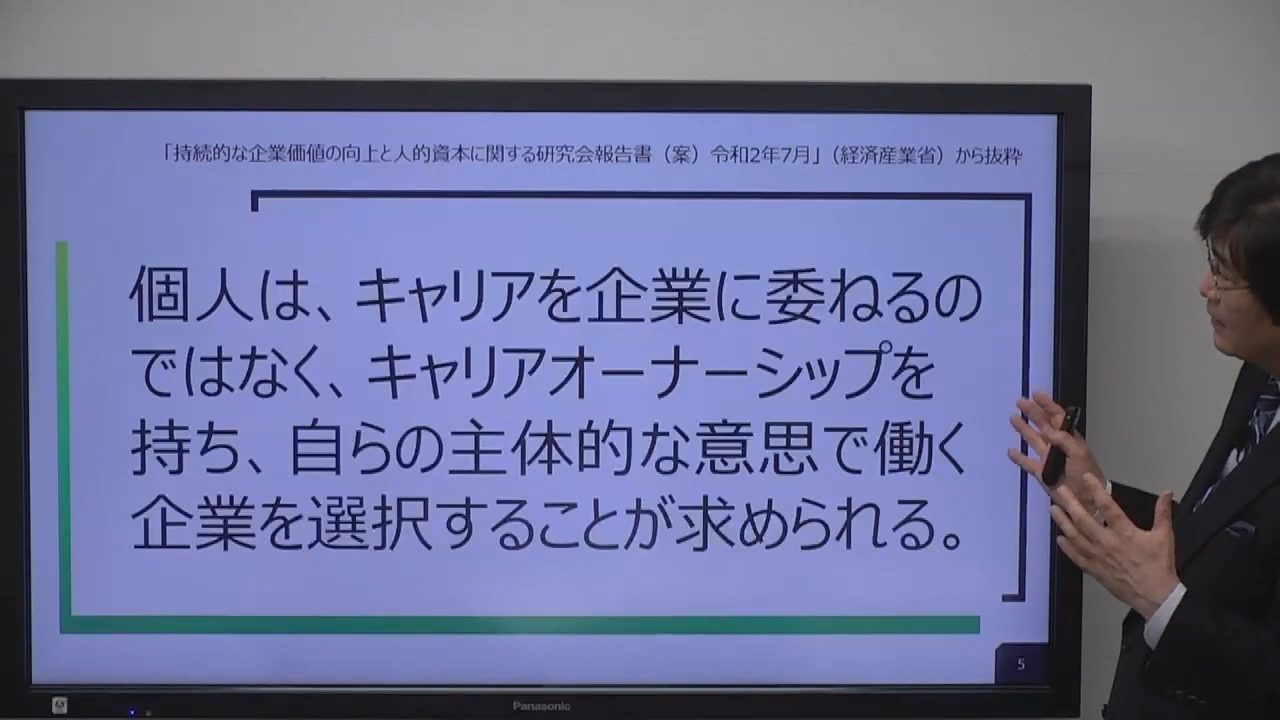 「持続的な企業価値の向上と人的資本に関する研究会報告書（案）令和2年7月」（経済産業省）から抜粋
個人は、キャリアを企業に委ねるの
ではなく、キャリアオーナーシップを
持ち、自らの主体的な意思で働く
企業を選択することが求められる。
5
Panasonic